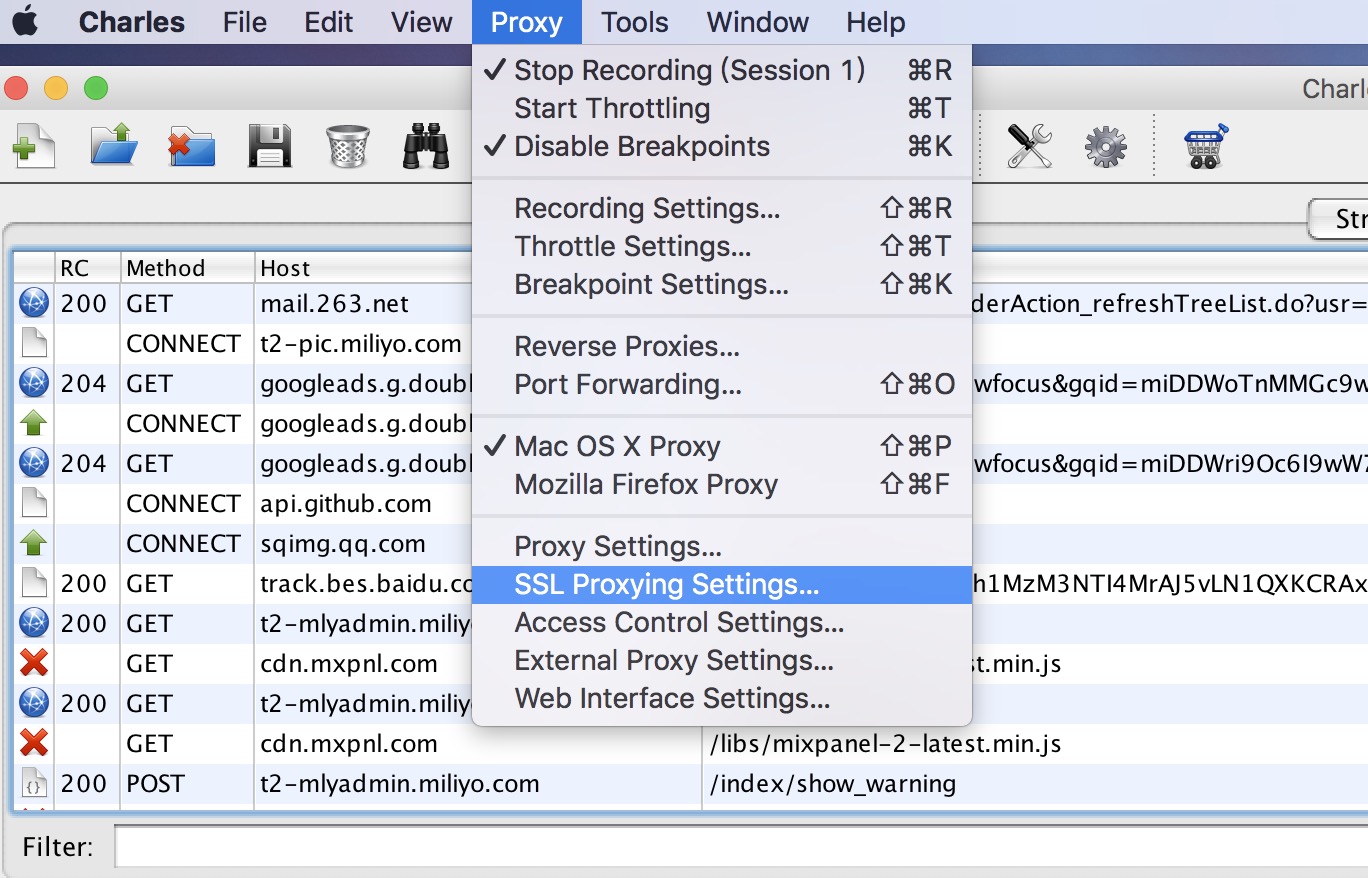 Charles File Edit View Proxy Tools Window Help
✓ Stop Recording (Session 1) ⌘R
Start Throttling ⌘T
✓ Disable Breakpoints ⌘K
Recording Settings... ⇧⌘R
Throttle Settings... ⇧⌘T
Breakpoint Settings... ⇧⌘K
Reverse Proxies...
Port Forwarding... ⇧⌘O
✓ Mac OS X Proxy ⇧⌘P
Mozilla Firefox Proxy ⇧⌘F
Proxy Settings...
SSL Proxying Settings...
Access Control Settings...
External Proxy Settings...
Web Interface Settings...
Charl
Str
RC Method Host
200 GET mail.263.net derAction_refreshTreeList.do?usr=
CONNECT t2-pic.miliyo.com
204 GET googleads.g.doubl wfocus&gqid=miDDWoTnMMGc9w
CONNECT googleads.g.doubl
204 GET googleads.g.doubl wfocus&gqid=miDDWri9Oc6I9wW7
CONNECT api.github.com
CONNECT sqimg.qq.com
200 GET track.bes.baidu.co h1MzM3NTI4MrAJ5vLN1QXKCRAx
200 GET t2-mlyadmin.miliy
GET cdn.mxpnl.com st.min.js
200 GET t2-mlyadmin.miliy
GET cdn.mxpnl.com /libs/mixpanel-2-latest.min.js
200 POST t2-mlyadmin.miliyo.com /index/show_warning
Filter: